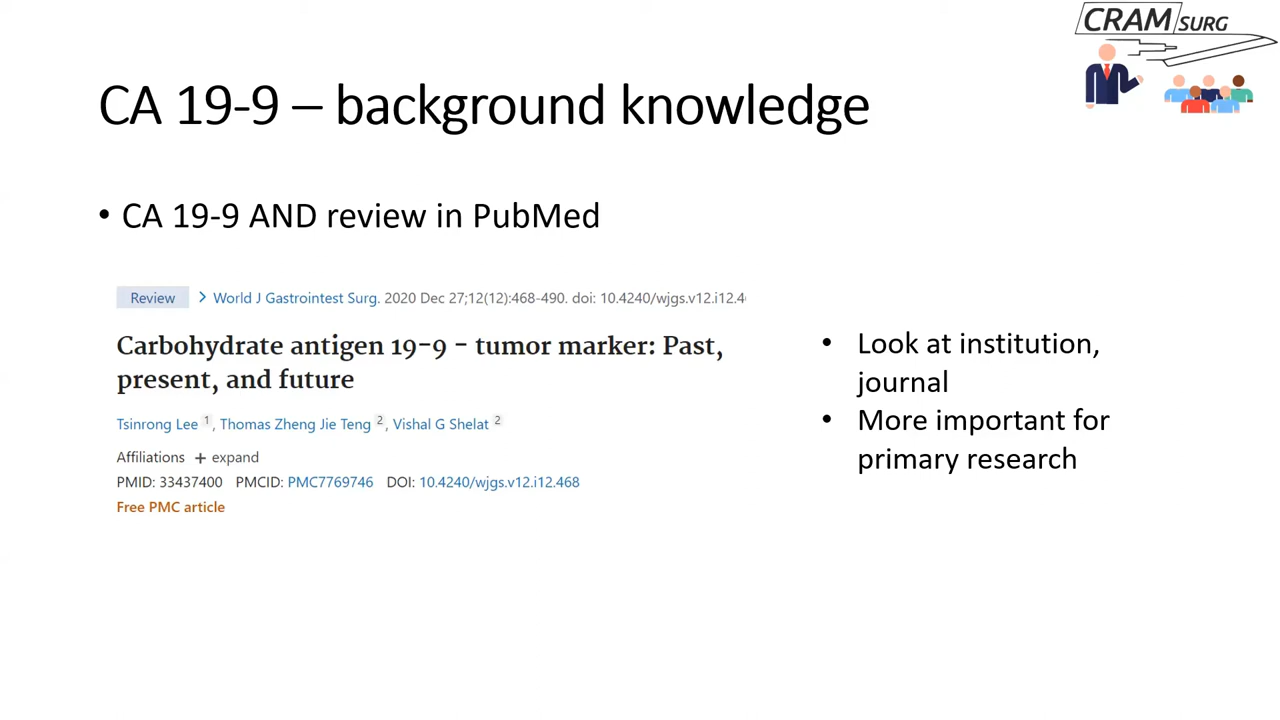 CRAM SURG
CA 19-9 – background knowledge
• CA 19-9 AND review in PubMed
Review > World J Gastrointest Surg. 2020 Dec 27;12(12):468-490. doi: 10.4240/wjgs.v12.i12.4
Carbohydrate antigen 19-9 - tumor marker: Past,
present, and future
Tsinrong Lee 1, Thomas Zheng Jie Teng 2, Vishal G Shelat 2
Affiliations + expand
PMID: 33437400 PMCID: PMC7769746 DOI: 10.4240/wjgs.v12.i12.468
Free PMC article
• Look at institution,
journal
• More important for
primary research